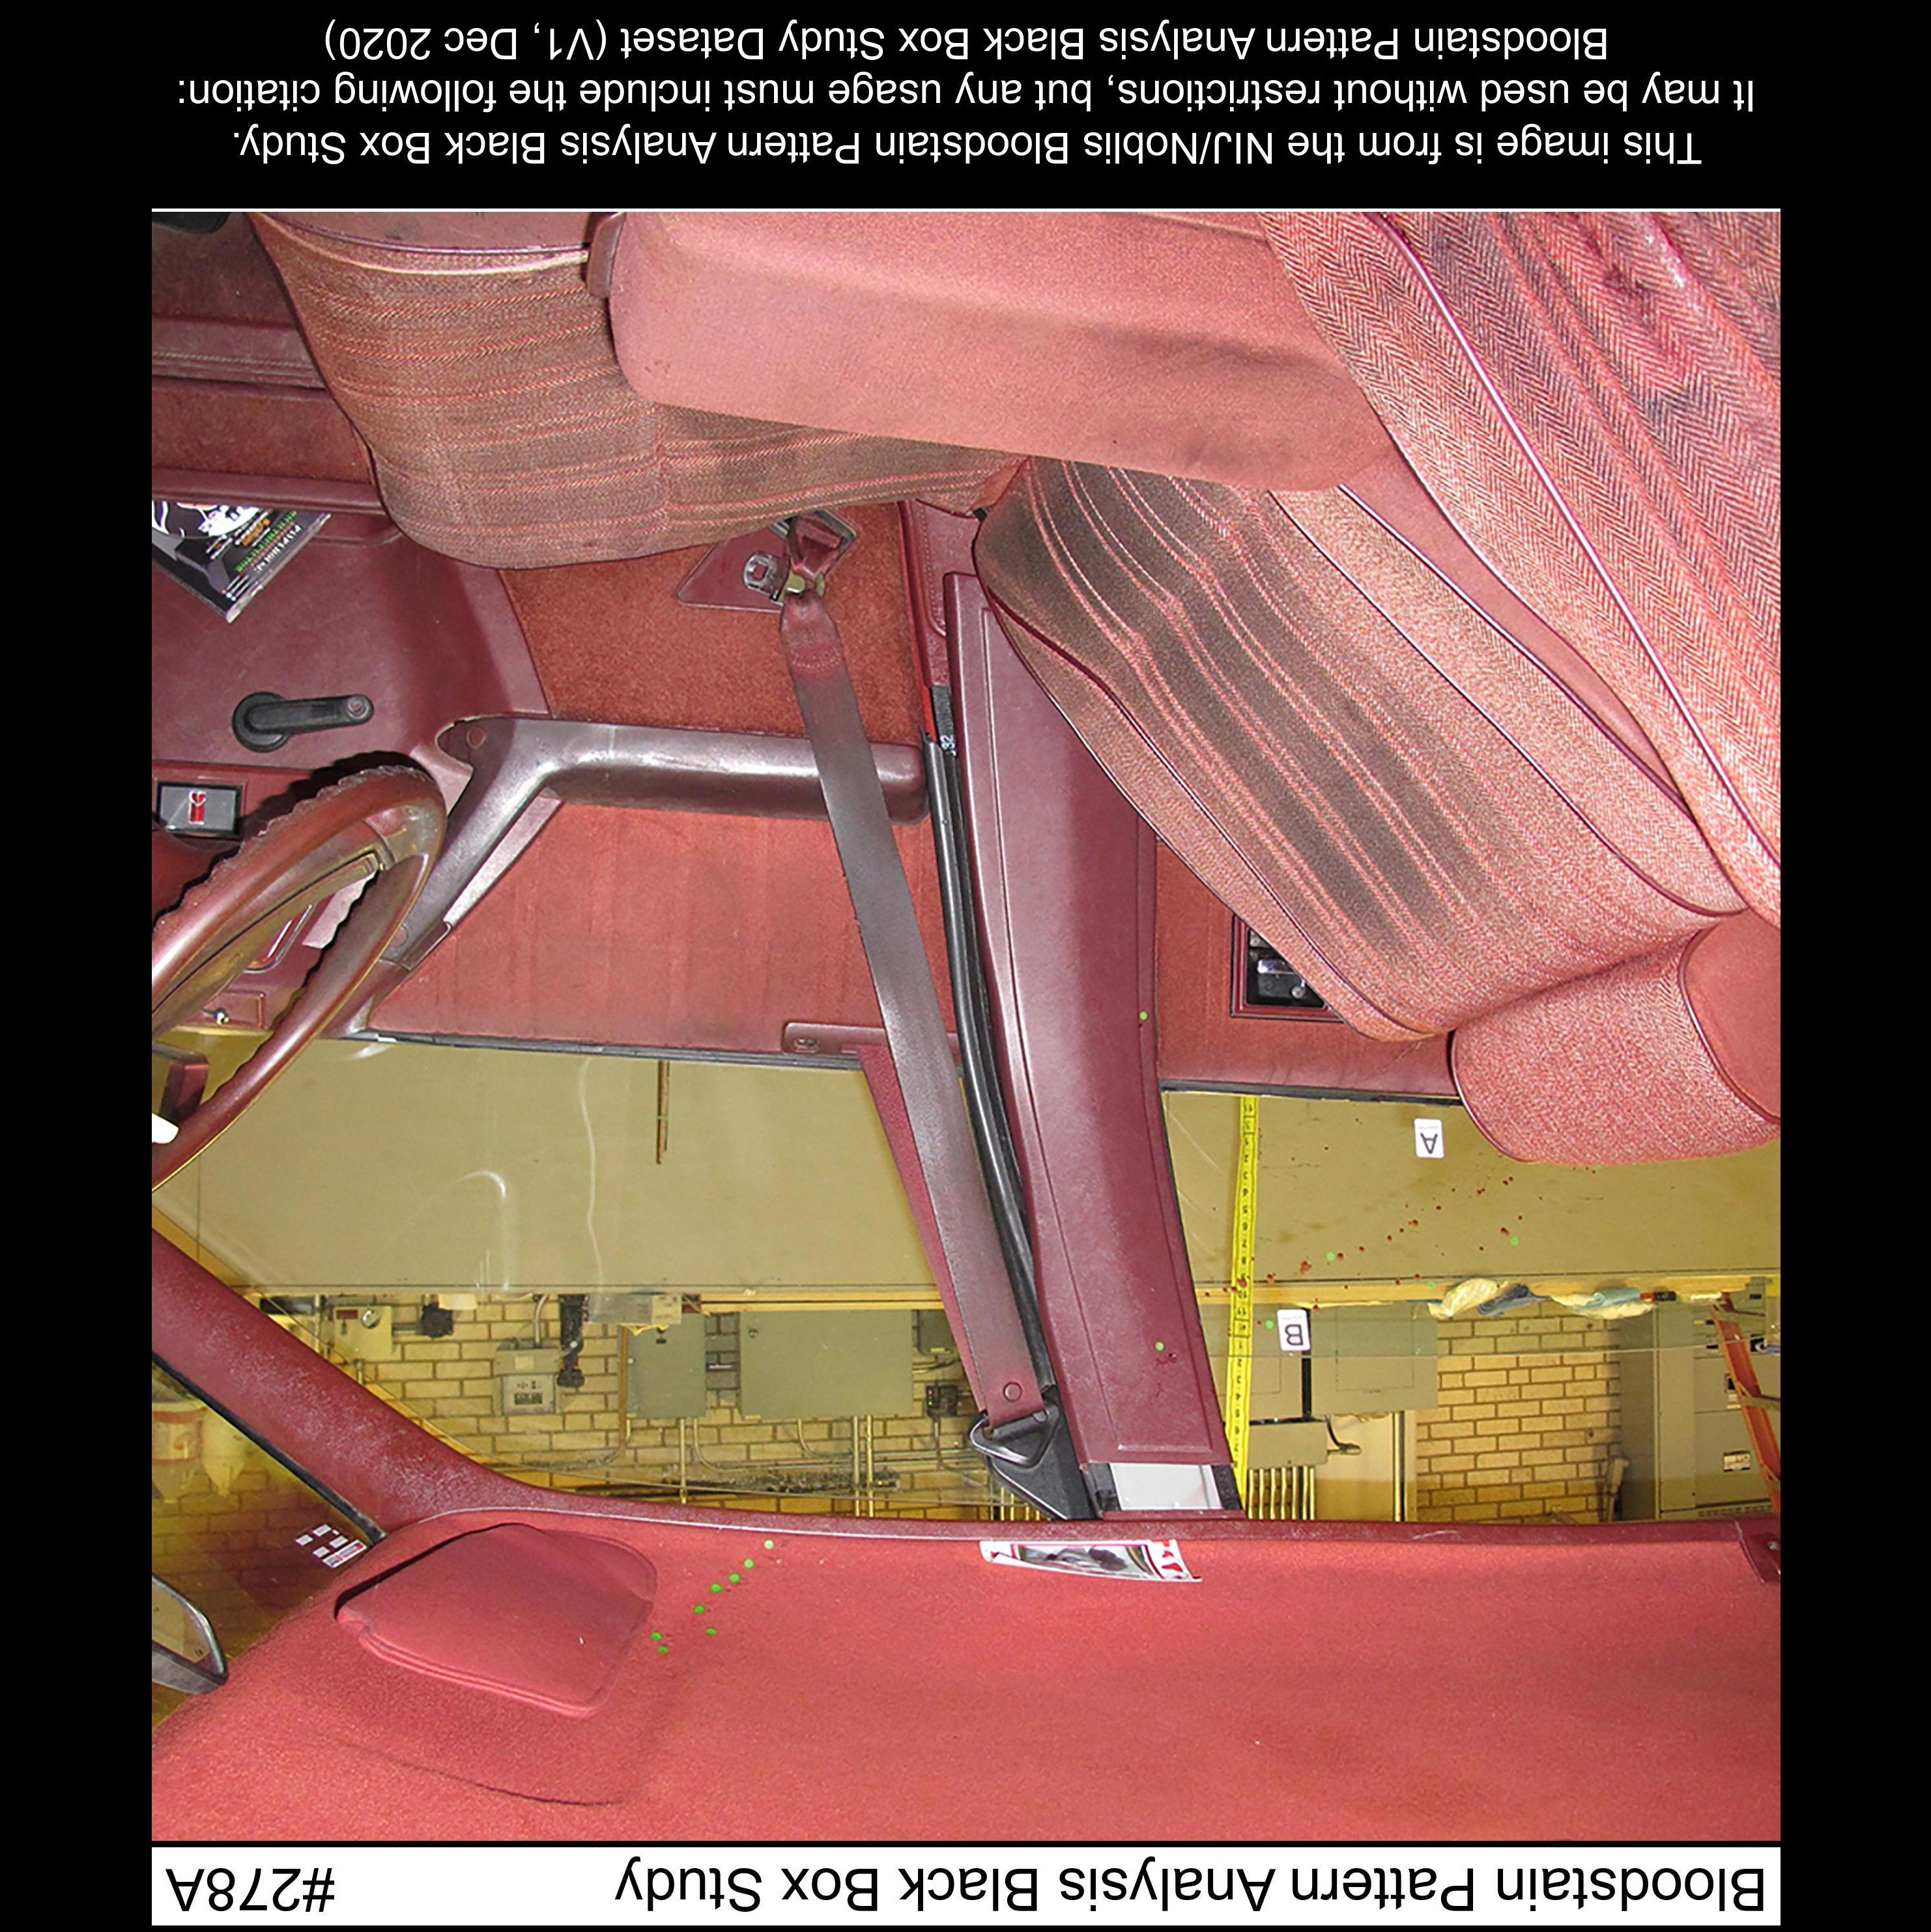 Bloodstain Pattern Analysis Black Box Study #278A
B
A
This image is from the NIJ/Noblis Bloodstain Pattern Analysis Black Box Study.
It may be used without restrictions, but any usage must include the following citation:
Bloodstain Pattern Analysis Black Box Study Dataset (V1, Dec 2020)